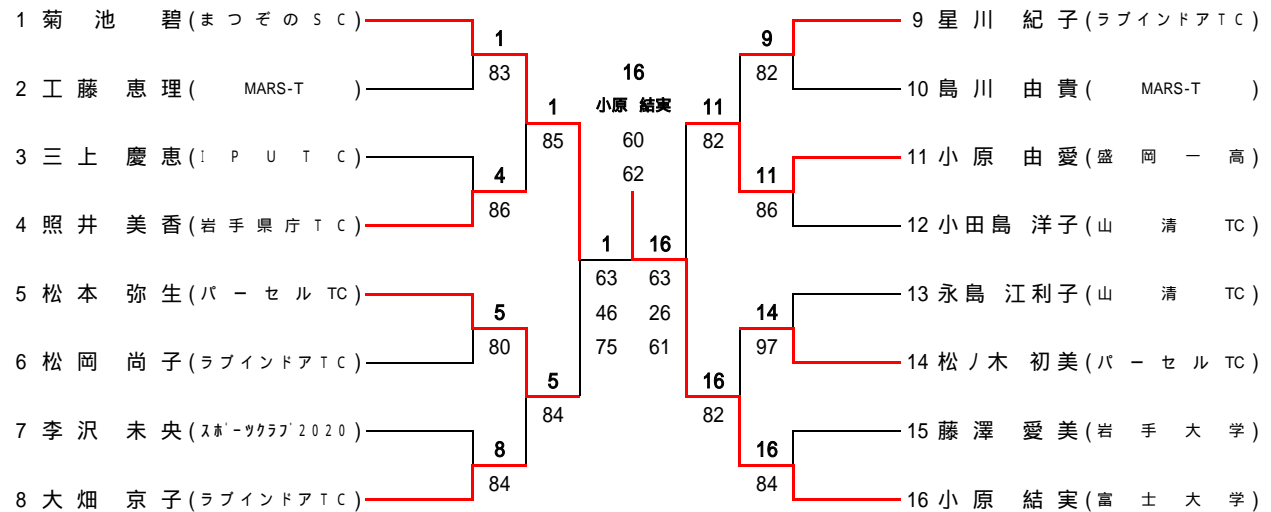 1 菊池 碧 (まつぞのSC)
2 工藤 恵理 (MARS-T)
3 三上 慶恵 (IPUTC)
4 照井 美香 (岩手県庁TC)
5 松本 弥生 (パーセルTC)
6 松岡 尚子 (ラブインドアTC)
7 李沢 未央 (スポーツクラブ2020)
8 大畑 京子 (ラブインドアTC)
1
83
4
86
5
80
8
84
1
85
5
84
1
63
46
75
16
小原 結実
60
62
16
63
26
61
11
82
16
82
9
82
11
86
14
97
16
84
9 星川 紀子 (ラブインドアTC)
10 島川 由貴 (MARS-T)
11 小原 由愛 (盛岡一高)
12 小田島 洋子 (山清TC)
13 永島 江利子 (山清TC)
14 松ノ木 初美 (パーセルTC)
15 藤澤 愛美 (岩手大学)
16 小原 結実 (富士大学)